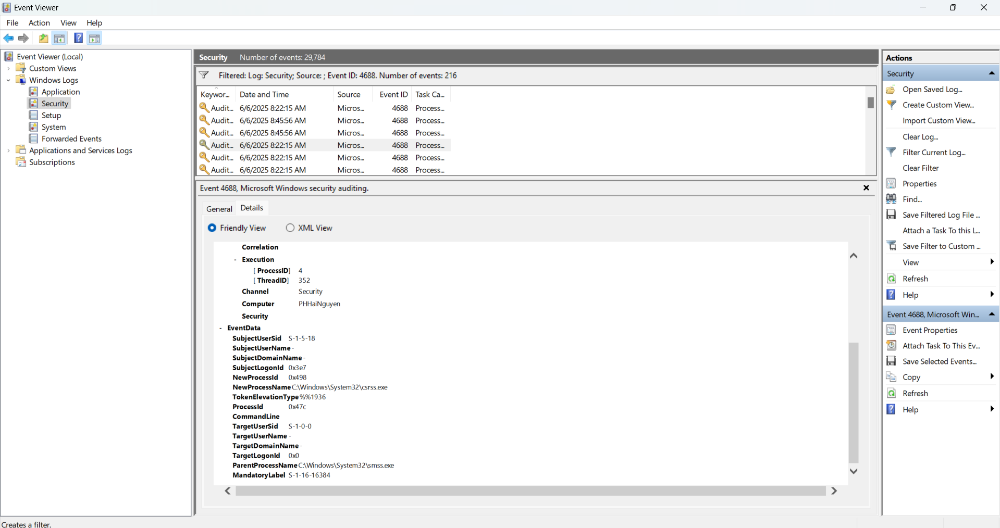 Event Viewer
File Action View Help
Event Viewer (Local)
Custom Views
Windows Logs
Application
Security
Setup
System
Forwarded Events
Applications and Services Logs
Subscriptions
Security Number of events: 29,784
Filtered: Log: Security; Source: ; Event ID: 4688. Number of events: 216
Keywor... Date and Time Source Event ID Task Ca...
Audit... 6/6/2025 8:22:15 AM Micros... 4688 Process...
Audit... 6/6/2025 8:45:56 AM Micros... 4688 Process...
Audit... 6/6/2025 8:45:56 AM Micros... 4688 Process...
Audit... 6/6/2025 8:22:15 AM Micros... 4688 Process...
Audit... 6/6/2025 8:22:15 AM Micros... 4688 Process...
Audit... 6/6/2025 8:22:15 AM Micros... 4688 Process...
Event 4688, Microsoft Windows security auditing.
General Details
Friendly View XML View
Correlation
- Execution
[ ProcessID] 4
[ ThreadID] 352
Channel Security
Computer PHHaiNguyen
Security
- EventData
SubjectUserSid S-1-5-18
SubjectUserName -
SubjectDomainName -
SubjectLogonId 0x3e7
NewProcessId 0x498
NewProcessName C:\Windows\System32\csrss.exe
TokenElevationType %%1936
ProcessId 0x47c
CommandLine
TargetUserSid S-1-0-0
TargetUserName -
TargetDomainName -
TargetLogonId 0x0
ParentProcessName C:\Windows\System32\smss.exe
MandatoryLabel S-1-16-16384
Actions
Security
Open Saved Log...
Create Custom View...
Import Custom View...
Clear Log...
Filter Current Log...
Clear Filter
Properties
Find...
Save Filtered Log File ...
Attach a Task To this L...
Save Filter to Custom ...
View
Refresh
Help
Event 4688, Microsoft Win...
Event Properties
Attach Task To This Ev...
Save Selected Events...
Copy
Refresh
Help
Creates a filter.